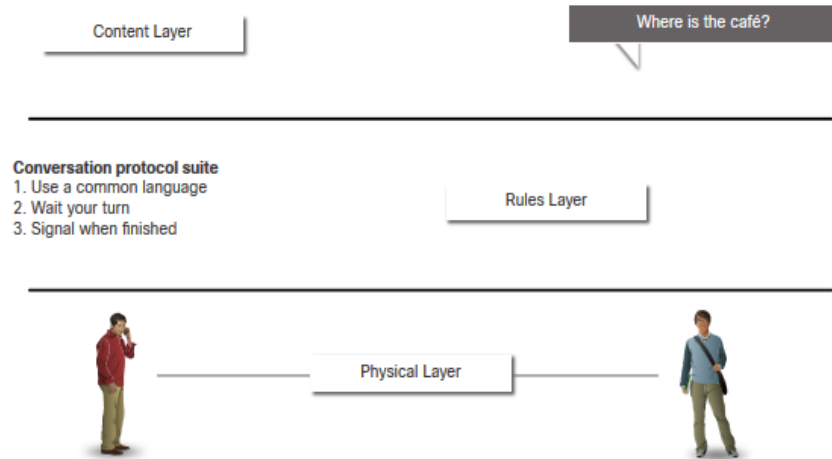 Content Layer
Where is the café?
Conversation protocol suite
1. Use a common language
2. Wait your turn
3. Signal when finished
Rules Layer
Physical Layer